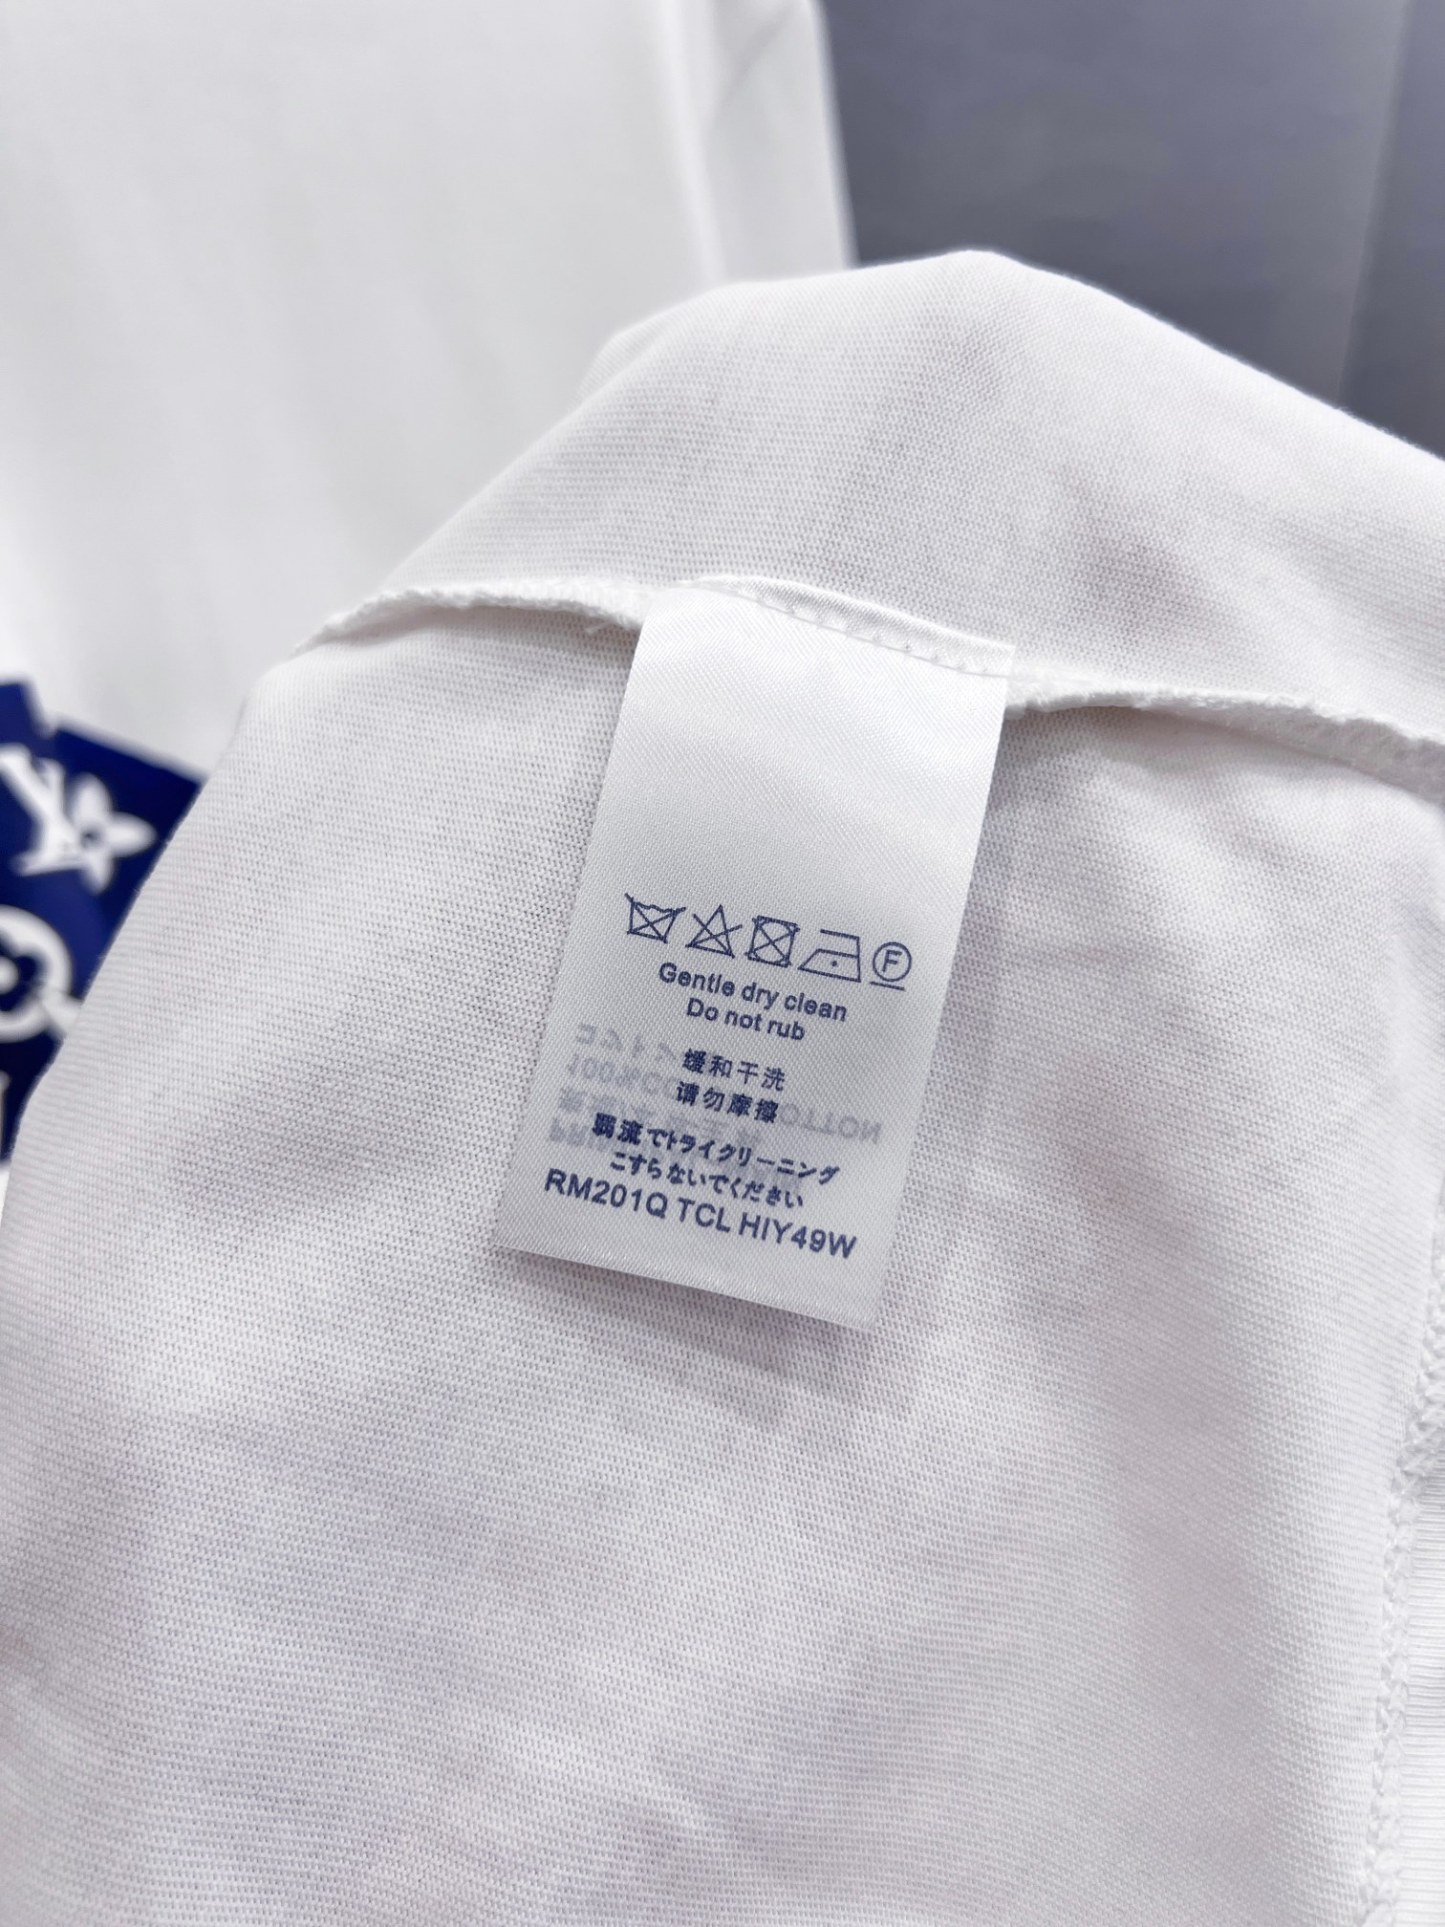 F
Gentle dry clean
Do not rub
缓和干洗
请勿摩擦
弱流でトライクリーニング
こすらないでください
RM201Q TCL HIY49W